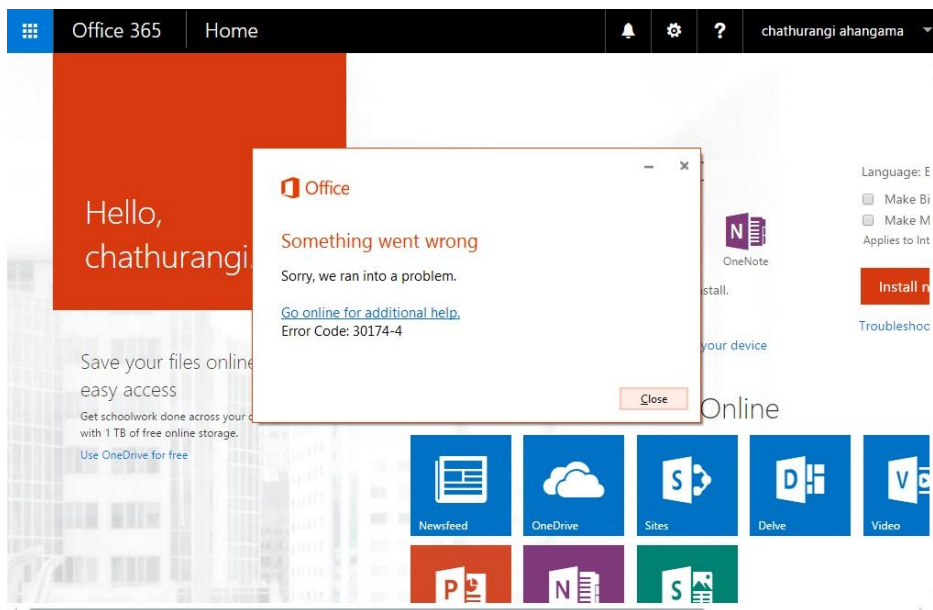 Office 365
Home
?
chathurangi ahangama
Hello,
chathurangi.
Office
Something went wrong
Sorry, we ran into a problem.
Go online for additional help.
Error Code: 30174-4
Close
Language: E
Make Bi
Make M
Applies to Int
N
OneNote
stall.
Install n
Troubleshoc
your device
Save your files online
easy access
Get schoolwork done across your d
with 1 TB of free online storage.
Use OneDrive for free
Online
Newsfeed
OneDrive
S
Sites
D
Delve
V
Video
P
N
S